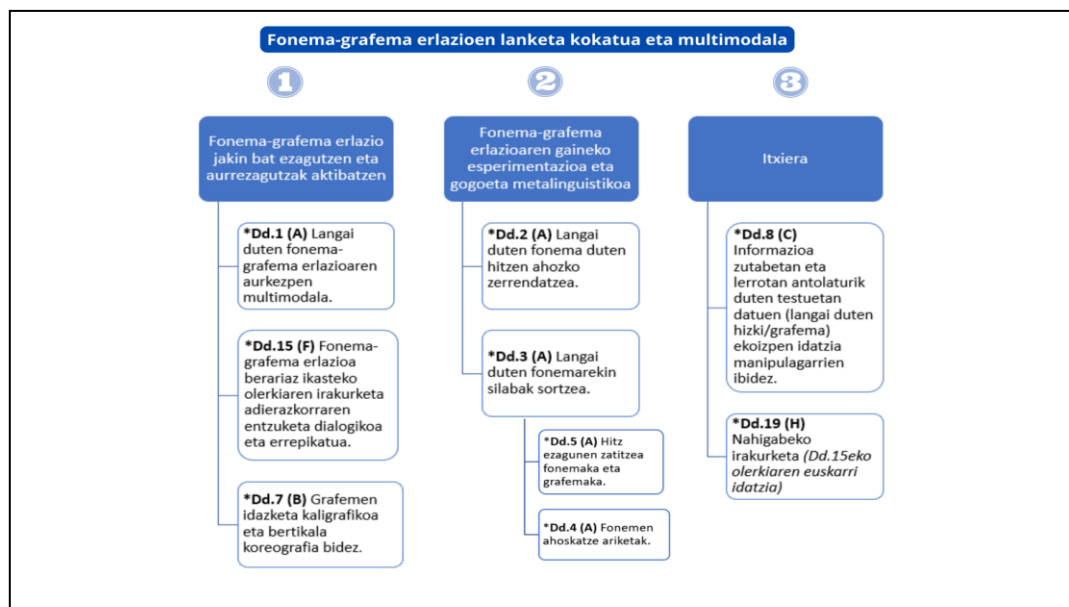 Fonema-grafema erlazioen lanketa kokatua eta multimodala
1
2
3
Fonema-grafema erlazio
jakin bat ezagutzen eta
aurrezagutzak aktibatzen
Fonema-grafema
erlazioaren gaineko
esperimentazioa eta
gogoeta metalinguistikoa
Itxiera
*Dd.1 (A) Langai
duten fonema-
grafema erlazioaren
aurkezpen
multimodala.
*Dd.15 (F) Fonema-
grafema erlazioa
berariaz ikasteko
olerkiaren irakurketa
adierazkorraren
entzuketa dialogikoa
eta errepikatua.
*Dd.7 (B) Grafemen
idazketa kaligrafikoa
eta bertikala
koreografia bidez.
*Dd.2 (A) Langai
duten fonema duten
hitzen ahozko
zerrendatzea.
*Dd.3 (A) Langai
duten fonemarekin
silabak sortzea.
*Dd.5 (A) Hitz
ezagunen zatitzea
fonemaka eta
grafemaka.
*Dd.4 (A) Fonemen
ahoskatze ariketak.
*Dd.8 (C)
Informazioa
zutabetan eta
lerrotan antolaturik
duten testuetan
datuen (langai duten
hizki/grafema)
ekoizpen idatzia
manipulagarrien
ibidez.
*Dd.19 (H)
Nahigabeko
irakurketa (Dd.15eko
olerkiaren euskarri
idatzia)